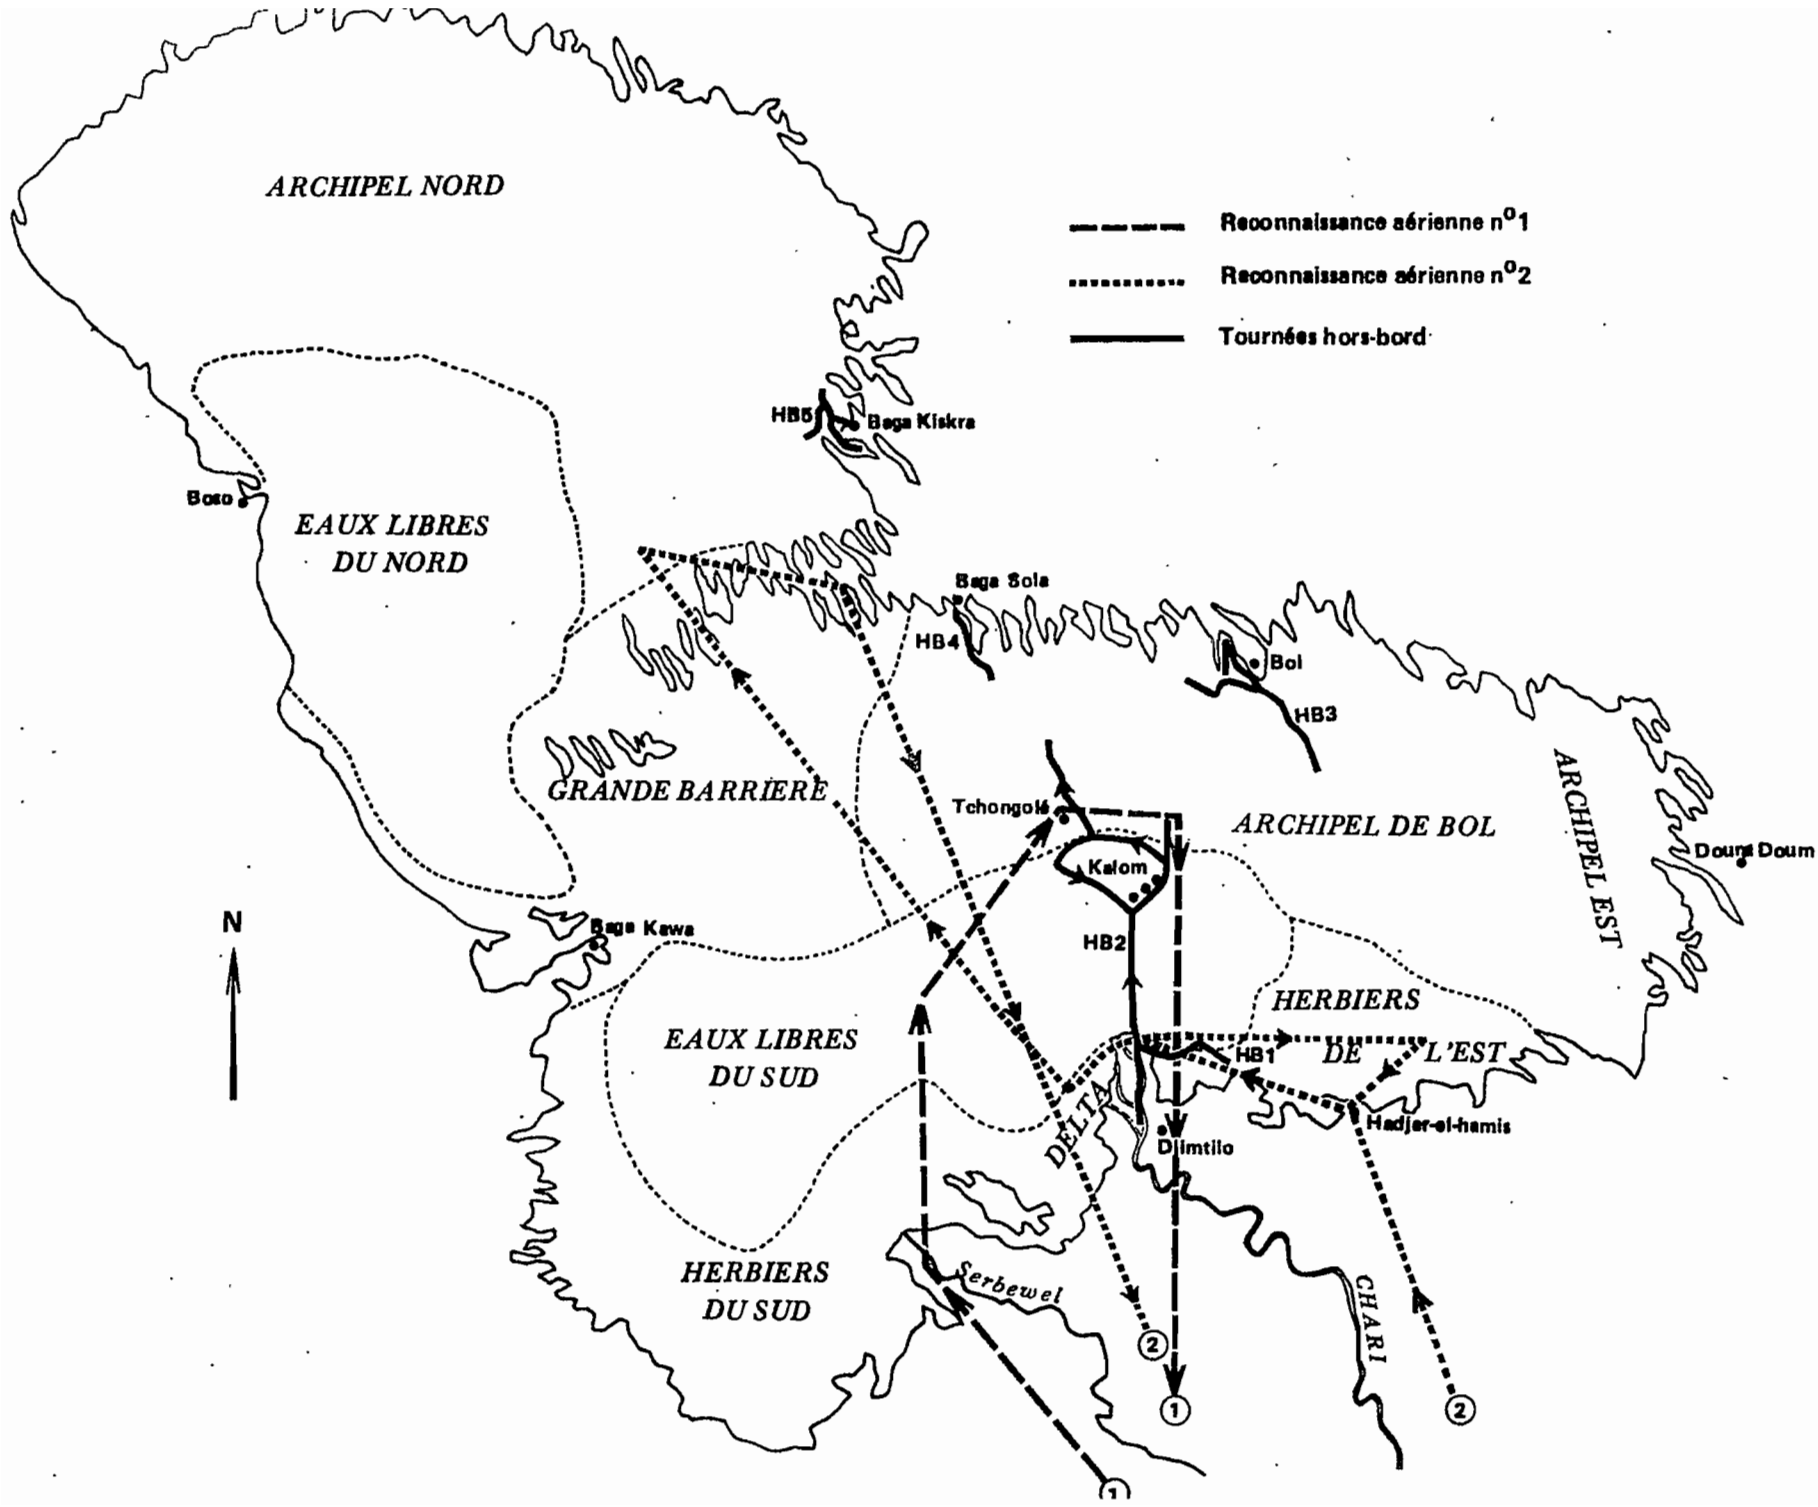 ARCHIPEL NORD
Reconnaissance aérienne nº1
Reconnaissance aérienne nº2
Tournées hors-bord
HB5
Baga Kiskra
Boso
EAUX LIBRES
DU NORD
Baga Sola
HB4
Bol
HB3
GRANDE BARRIERE
Tchongolé
ARCHIPEL DE BOL
ARCHIPEL EST
Doum Doum
Kalom
N
Baga Kawa
HB2
HERBIERS
DE L'EST
EAUX LIBRES
DU SUD
HB1
DELTA
Hadjer-el-hamis
Djimtilo
HERBIERS
DU SUD
Serbewel
CHARI
2
1
2
1